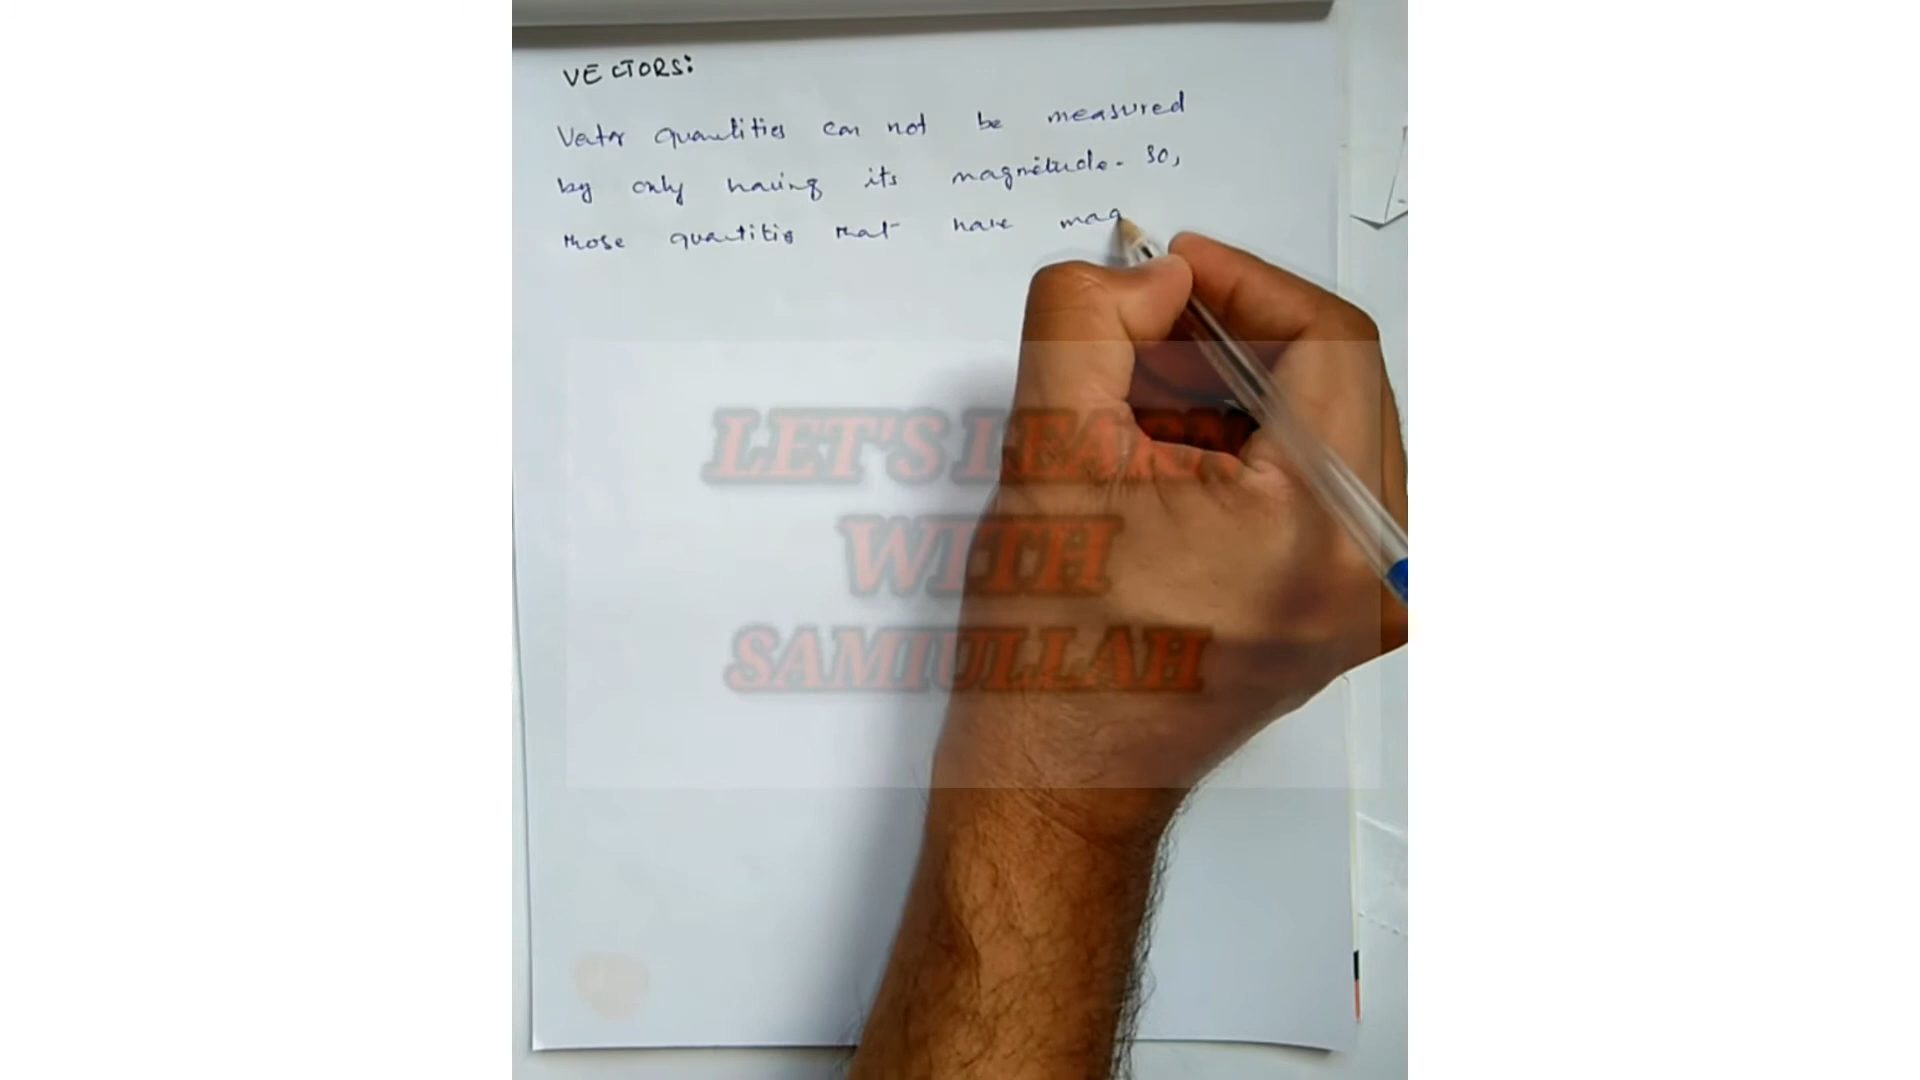 VECTORS:
Vector quantities can not be measured
by only having its magnitude. So,
those quantities that have mag
LET'S LEARN
WITH
SAMIULLAH